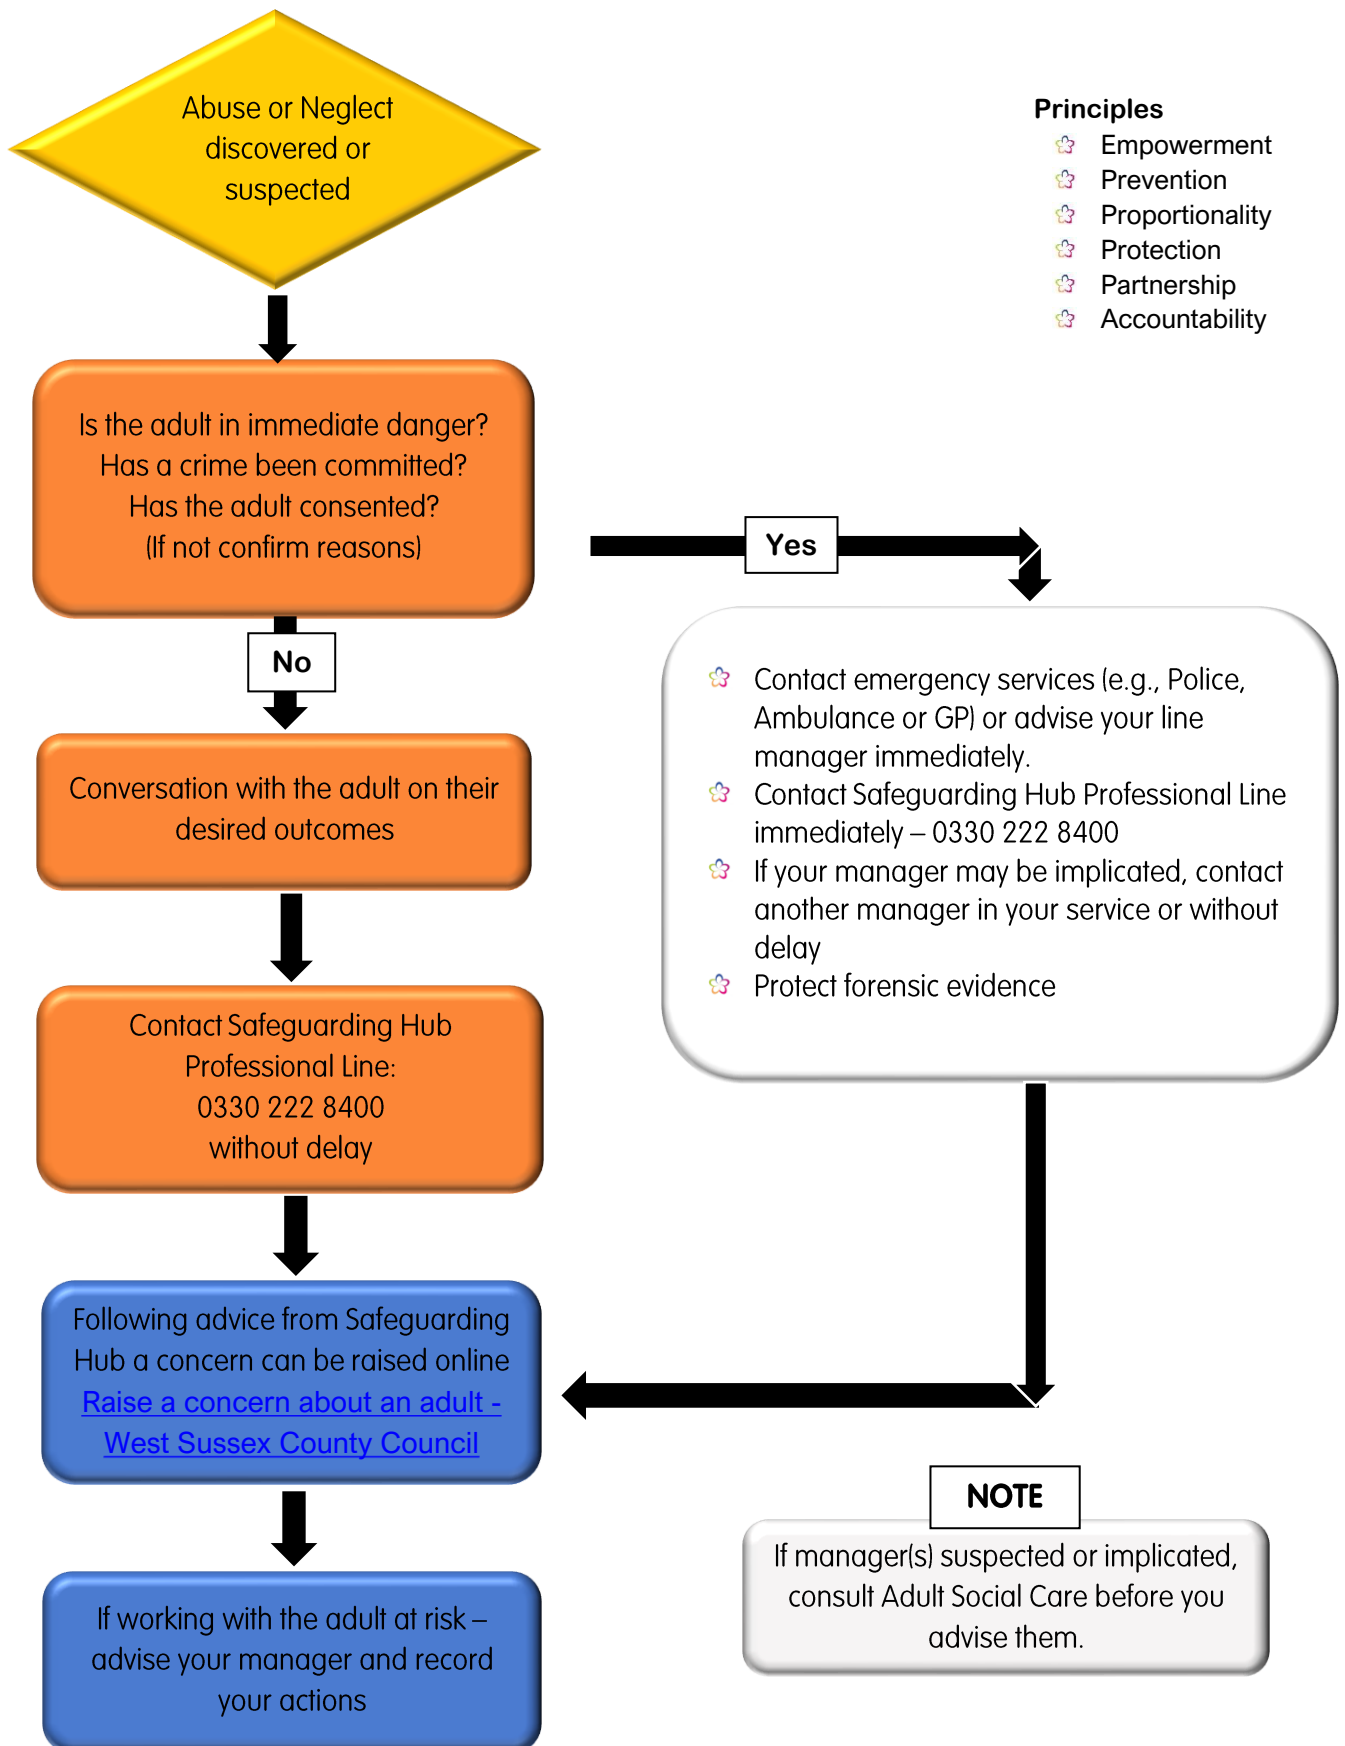 Abuse or Neglect
discovered or
suspected
Principles
Empowerment
Prevention
Proportionality
Protection
Partnership
Accountability
Is the adult in immediate danger?
Has a crime been committed?
Has the adult consented?
(If not confirm reasons)
Yes
No
Contact emergency services (e.g., Police,
Ambulance or GP) or advise your line
manager immediately.
Contact Safeguarding Hub Professional Line
immediately – 0330 222 8400
If your manager may be implicated, contact
another manager in your service or without
delay
Protect forensic evidence
Conversation with the adult on their
desired outcomes
Contact Safeguarding Hub
Professional Line:
0330 222 8400
without delay
Following advice from Safeguarding
Hub a concern can be raised online
Raise a concern about an adult -
West Sussex County Council
NOTE
If manager(s) suspected or implicated,
consult Adult Social Care before you
advise them.
If working with the adult at risk –
advise your manager and record
your actions